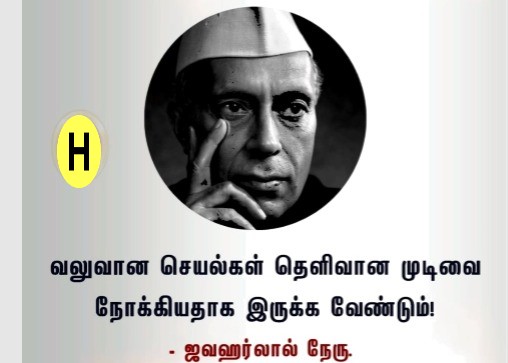 H
வலுவான செயல்கள் தெளிவான முடிவை
நோக்கியதாக இருக்க வேண்டும்!
- ஜவஹர்லால் நேரு.